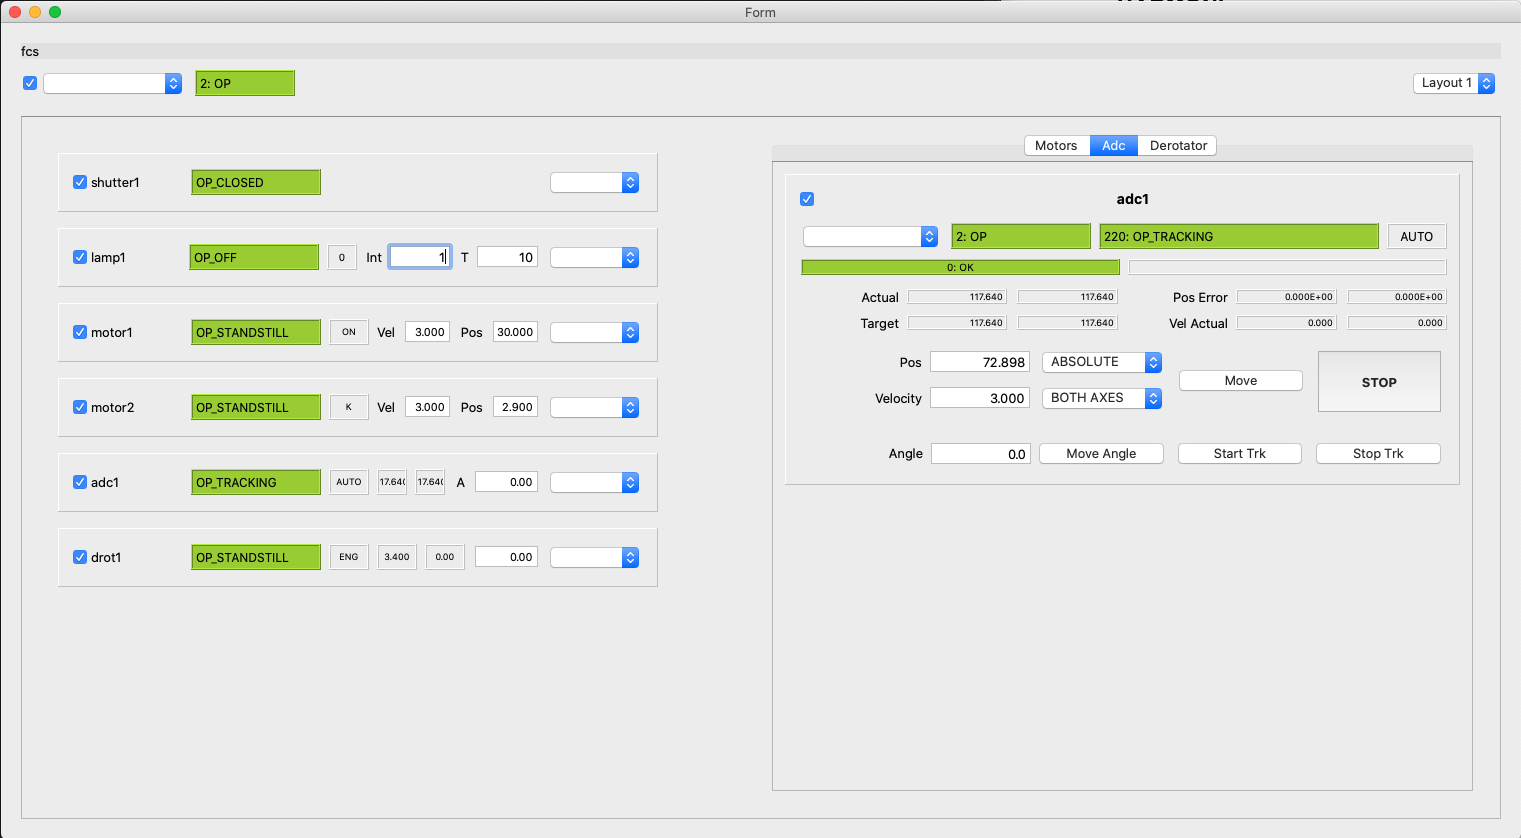 Form
fcs
2: OP
Layout 1
shutter1 OP_CLOSED
lamp1 OP_OFF 0 Int 1 T 10
motor1 OP_STANDSTILL ON Vel 3.000 Pos 30.000
motor2 OP_STANDSTILL K Vel 3.000 Pos 2.900
adc1 OP_TRACKING AUTO 17.640 17.640 A 0.00
drot1 OP_STANDSTILL ENG 3.400 0.00 0.00
Motors Adc Derotator
adc1
2: OP 220: OP_TRACKING AUTO
0: OK
Actual 117.640 117.640 Pos Error 0.000E+00 0.000E+00
Target 117.640 117.640 Vel Actual 0.000 0.000
Pos 72.898 ABSOLUTE
Move STOP
Velocity 3.000 BOTH AXES
Angle 0.0 Move Angle Start Trk Stop Trk